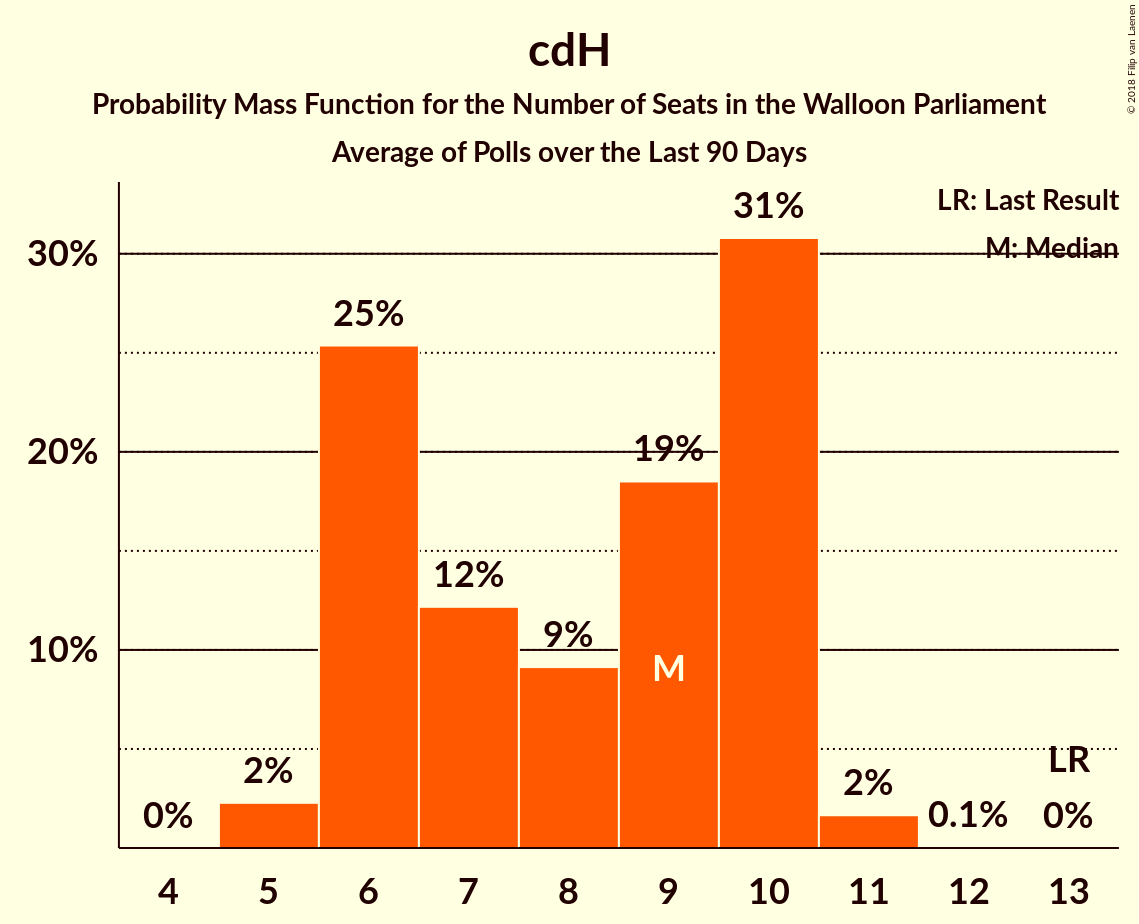 cdH
Probability Mass Function for the Number of Seats in the Walloon Parliament
Average of Polls over the Last 90 Days
© 2018 Filip van Laenen
LR: Last Result
M: Median
30%
20%
10%
0%
2%
25%
12%
9%
19%
31%
2%
0.1%
0%
M
LR
4 5 6 7 8 9 10 11 12 13